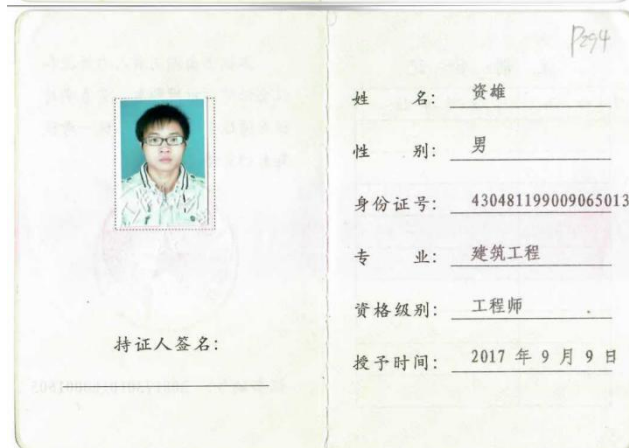 P294
姓 名： 资雄
性 别： 男
身份证号： 430481199009065013
专 业： 建筑工程
资格级别： 工程师
持证人签名：
授予时间： 2017 年 9 月 9 日